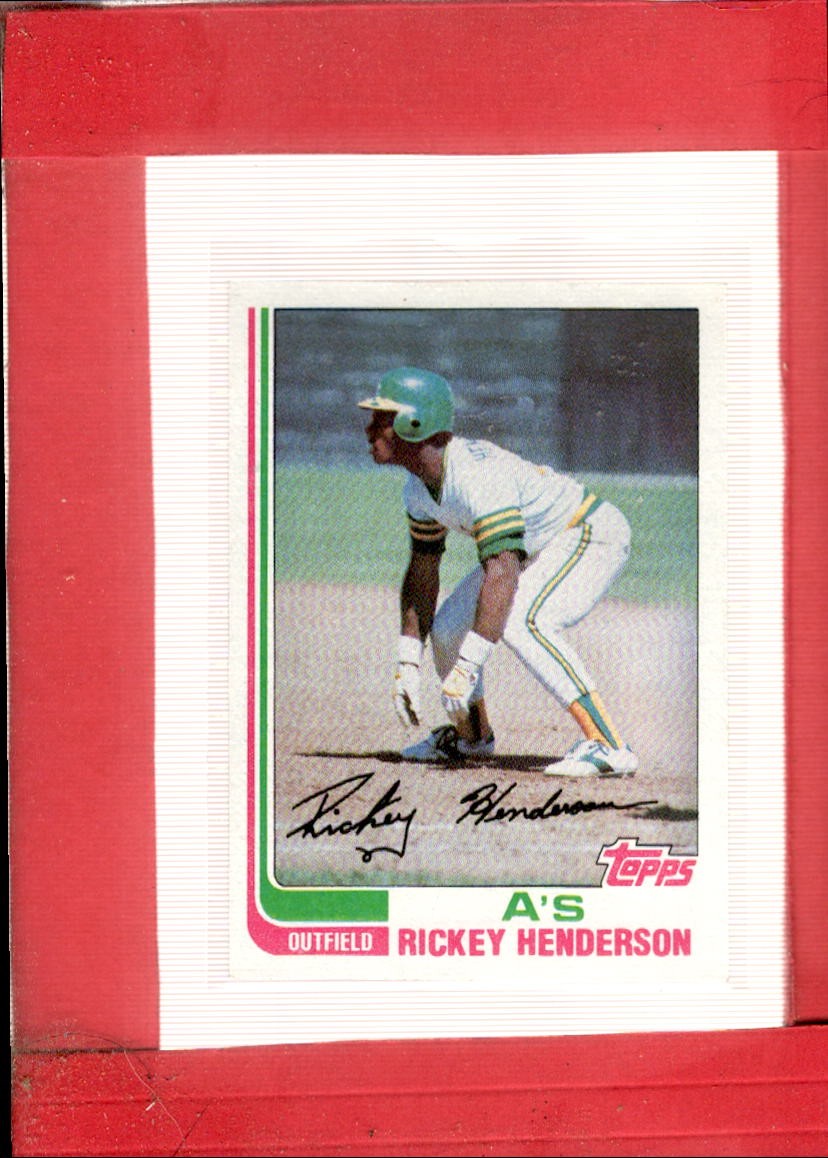 Rickey Henderson
Topps
A'S
OUTFIELD RICKEY HENDERSON